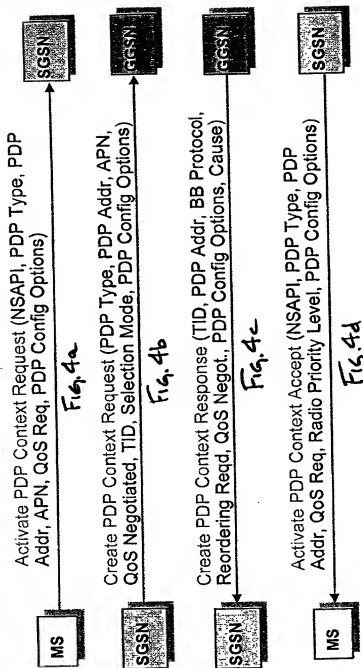 Activate PDP Context Request (NSAPI, PDP Type, PDP
Addr, APN, QoS Req, PDP Config Options)
MS
SGSN
Fig. 4a
Create PDP Context Request (PDP Type, PDP Addr, APN,
QoS Negotiated, TID, Selection Mode, PDP Config Options)
SGSN
GGSN
Fig. 4b
Create PDP Context Response (TID, PDP Addr, BB Protocol,
Reordering Reqd, QoS Negot., PDP Config Options, Cause)
SGSN
GGSN
Fig. 4c
Activate PDP Context Accept (NSAPI, PDP Type, PDP
Addr, QoS Req, Radio Priority Level, PDP Config Options)
MS
SGSN
Fig. 4d